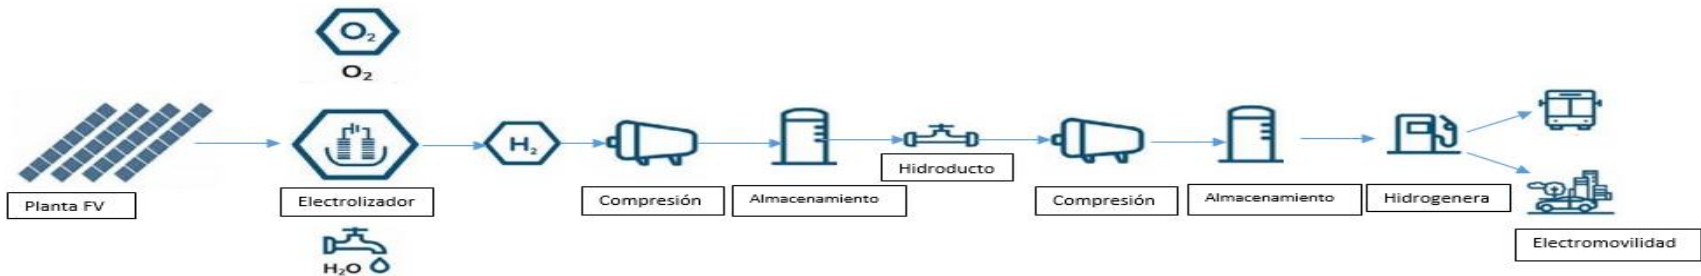 O₂
O₂
H₂
Hidroducto
Planta FV
Electrolizador
Compresión
Almacenamiento
Compresión
Almacenamiento
Hidrogenera
Electromovilidad
H₂O